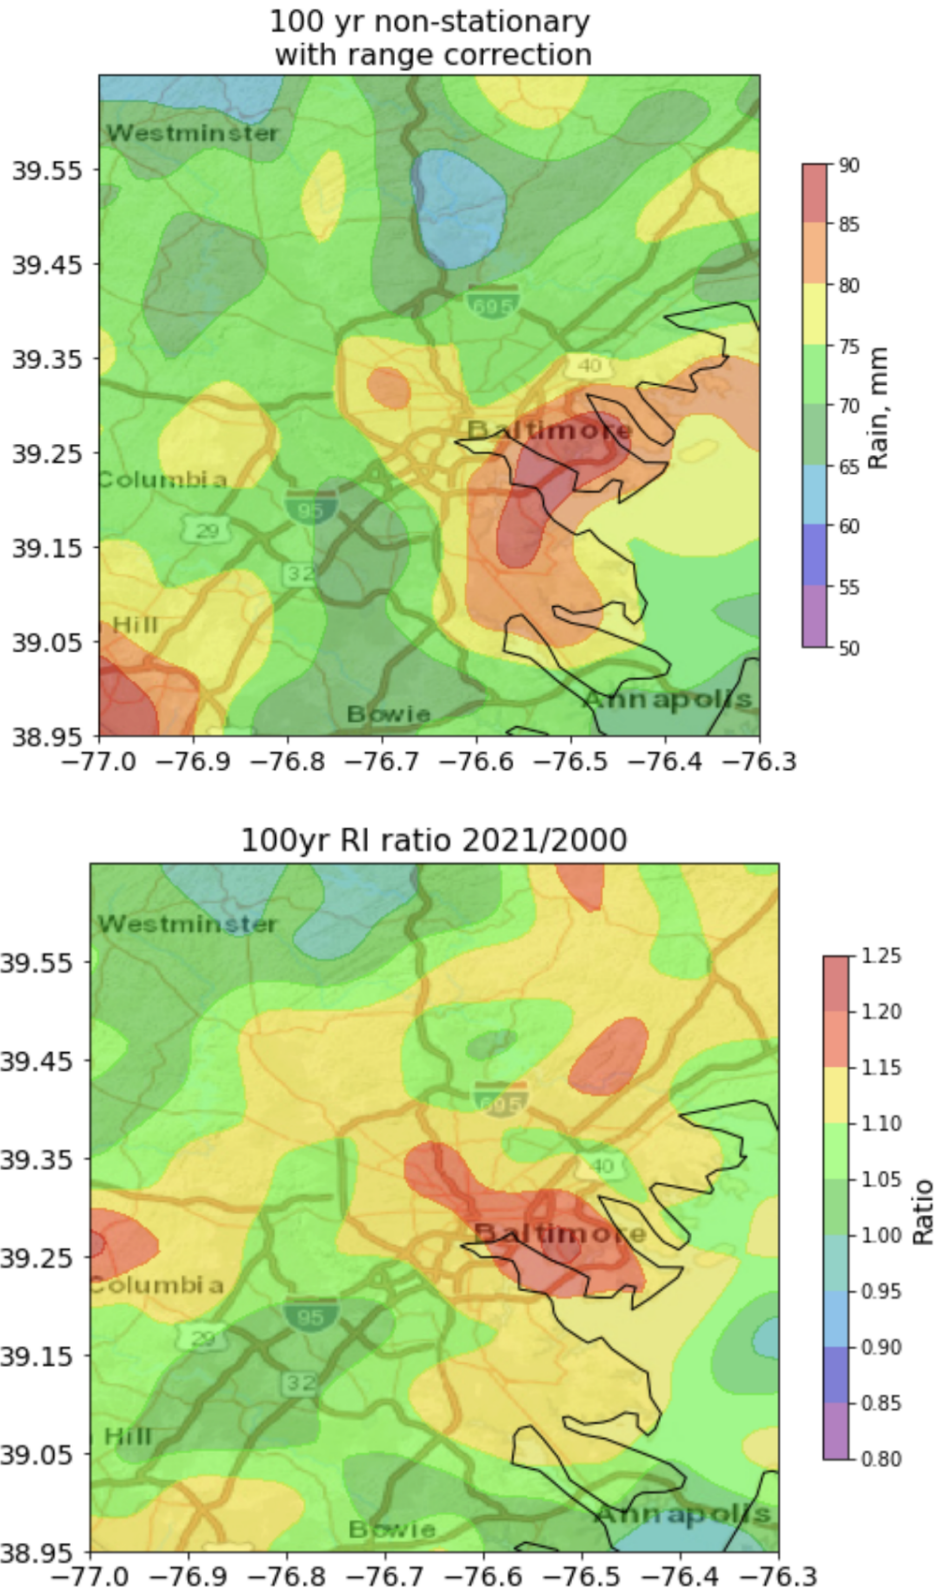 100 yr non-stationary
with range correction
Westminster
695
40
Baltimore
Columbia
95
29
32
Hill
Bowie
Annapolis
39.55
39.45
39.35
39.25
39.15
39.05
38.95
−77.0 −76.9 −76.8 −76.7 −76.6 −76.5 −76.4 −76.3
90
85
80
75
70
65
60
55
50
Rain, mm
100yr RI ratio 2021/2000
Westminster
695
40
Baltimore
Columbia
95
29
32
Hill
Bowie
Annapolis
39.55
39.45
39.35
39.25
39.15
39.05
38.95
−77.0 −76.9 −76.8 −76.7 −76.6 −76.5 −76.4 −76.3
1.25
1.20
1.15
1.10
1.05
1.00
0.95
0.90
0.85
0.80
Ratio